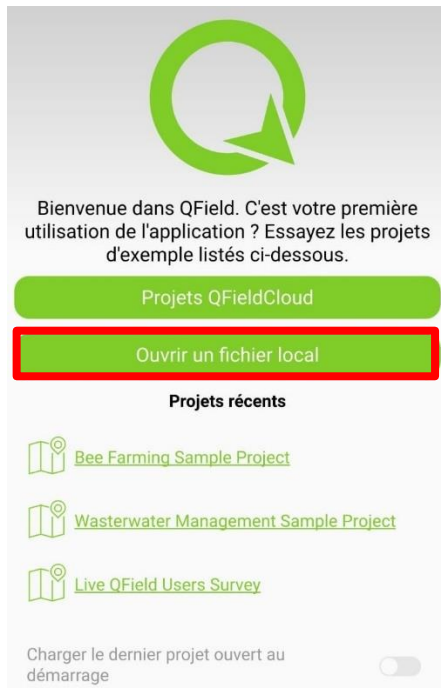 Bienvenue dans QField. C'est votre première
utilisation de l'application ? Essayez les projets
d'exemple listés ci-dessous.
Projets QFieldCloud
Ouvrir un fichier local
Projets récents
Bee Farming Sample Project
Wasterwater Management Sample Project
Live QField Users Survey
Charger le dernier projet ouvert au
démarrage